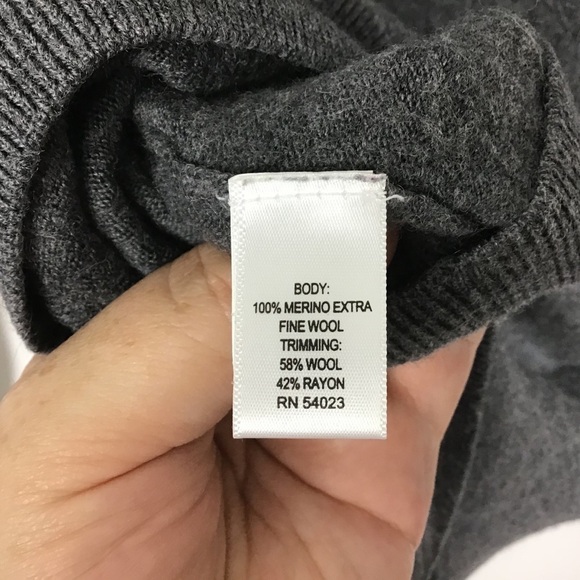 BODY:
100% MERINO EXTRA
FINE WOOL
TRIMMING:
58% WOOL
42% RAYON
RN 54023